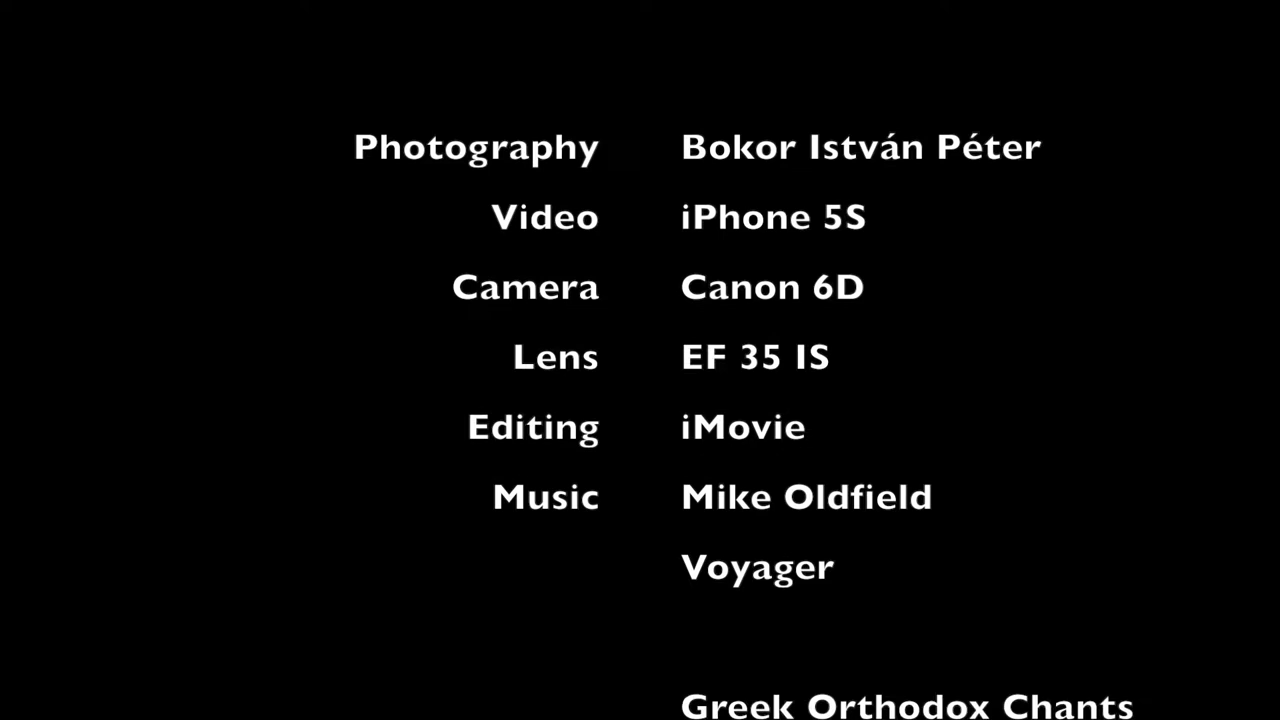 Photography Bokor István Péter
Video iPhone 5S
Camera Canon 6D
Lens EF 35 IS
Editing iMovie
Music Mike Oldfield
Voyager
Greek Orthodox Chants